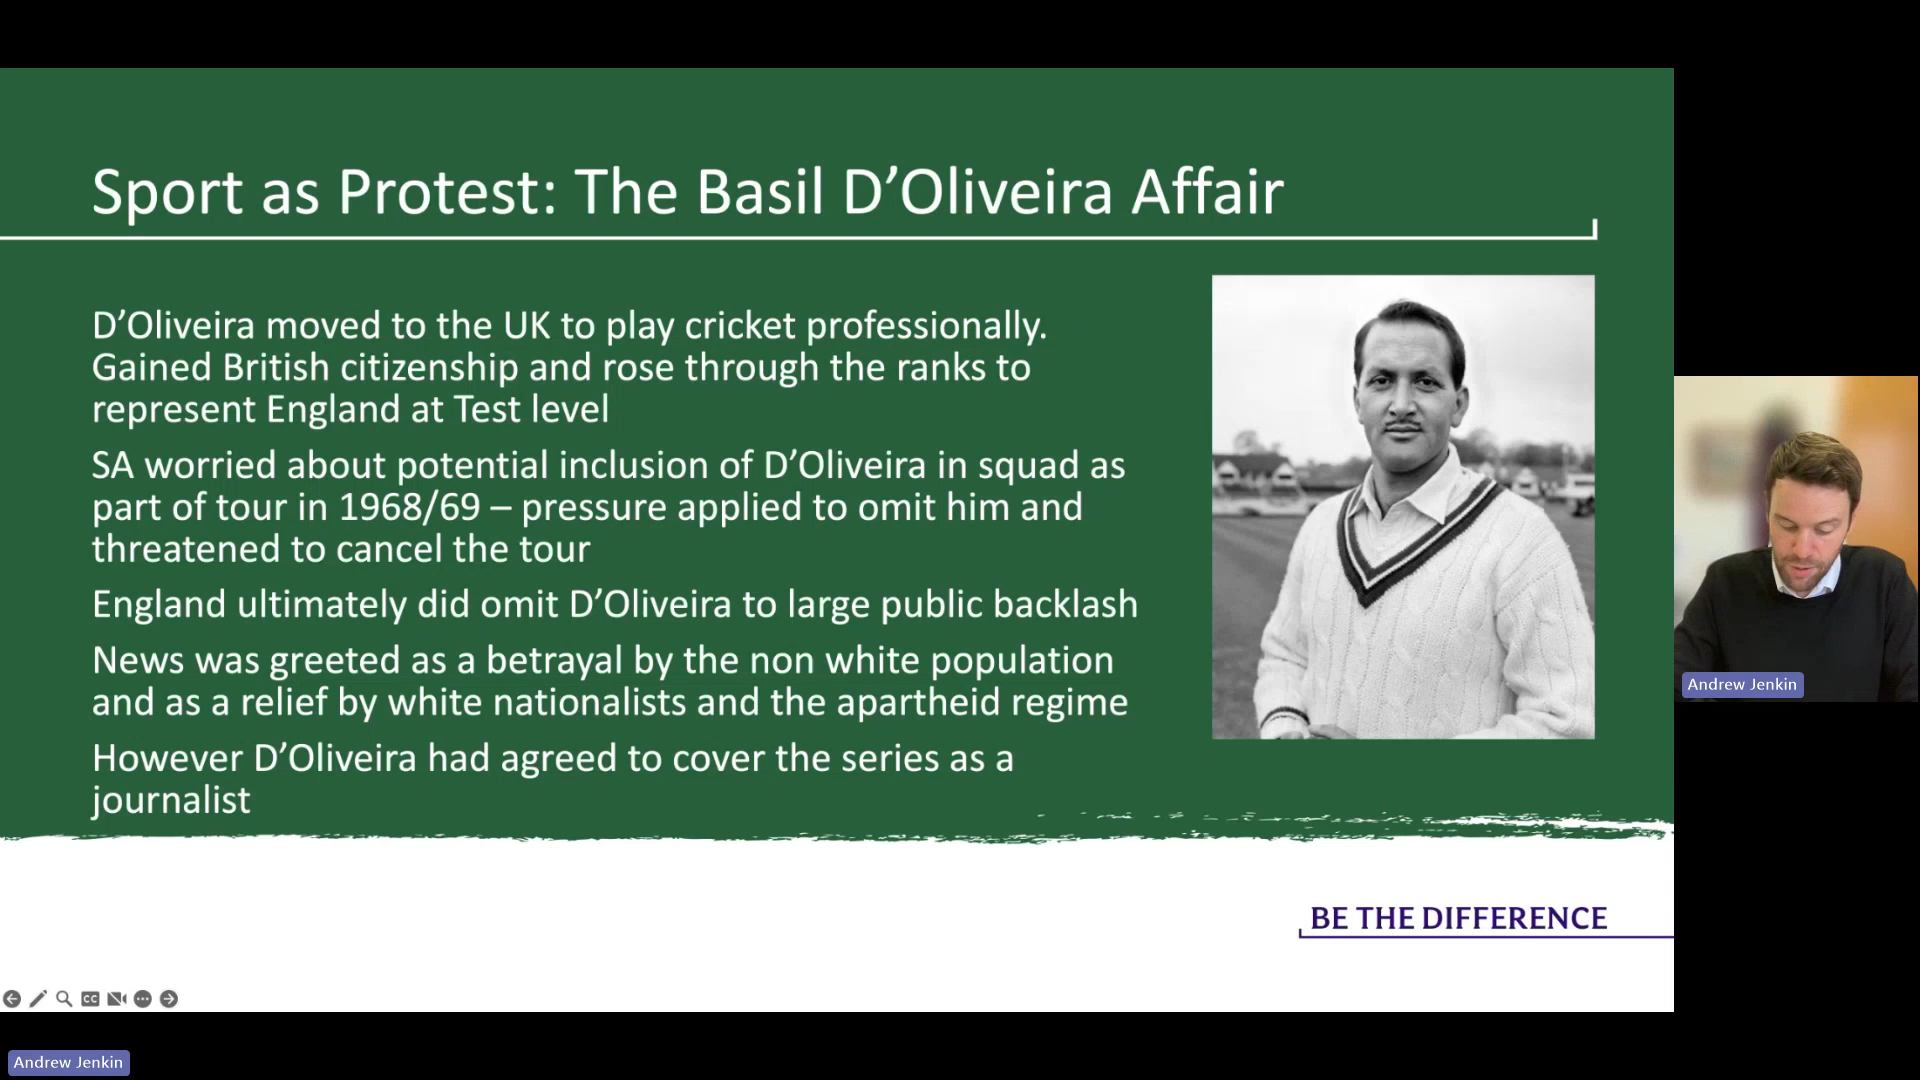 Sport as Protest: The Basil D’Oliveira Affair
D’Oliveira moved to the UK to play cricket professionally.
Gained British citizenship and rose through the ranks to
represent England at Test level
SA worried about potential inclusion of D’Oliveira in squad as
part of tour in 1968/69 – pressure applied to omit him and
threatened to cancel the tour
England ultimately did omit D’Oliveira to large public backlash
News was greeted as a betrayal by the non white population
and as a relief by white nationalists and the apartheid regime
However D’Oliveira had agreed to cover the series as a
journalist
BE THE DIFFERENCE
CC
Andrew Jenkin
Andrew Jenkin